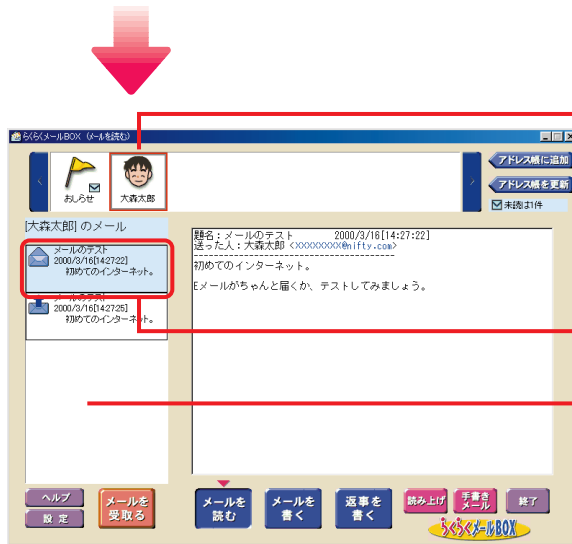 らくらくメールBOX (メールを読む)
アドレス帳に追加
アドレス帳を更新
未読は1件
おしらせ
大森太郎
[大森太郎] のメール
メールのテスト
2000/3/16[14:27:22]
初めてのインターネット。
メールのテスト
2000/3/16[14:27:25]
初めてのインターネット。
題名：メールのテスト 2000/3/16[14:27:22]
送った人：大森太郎 <XXXXXXXX@nifty.com>
----------------------------------------
初めてのインターネット。
Eメールがちゃんと届くか、テストしてみましょう。
ヘルプ
設 定
メールを
受取る
メールを
読む
メールを
書く
返事を
書く
読み上げ
手書き
メール
終了
らくらくメールBOX